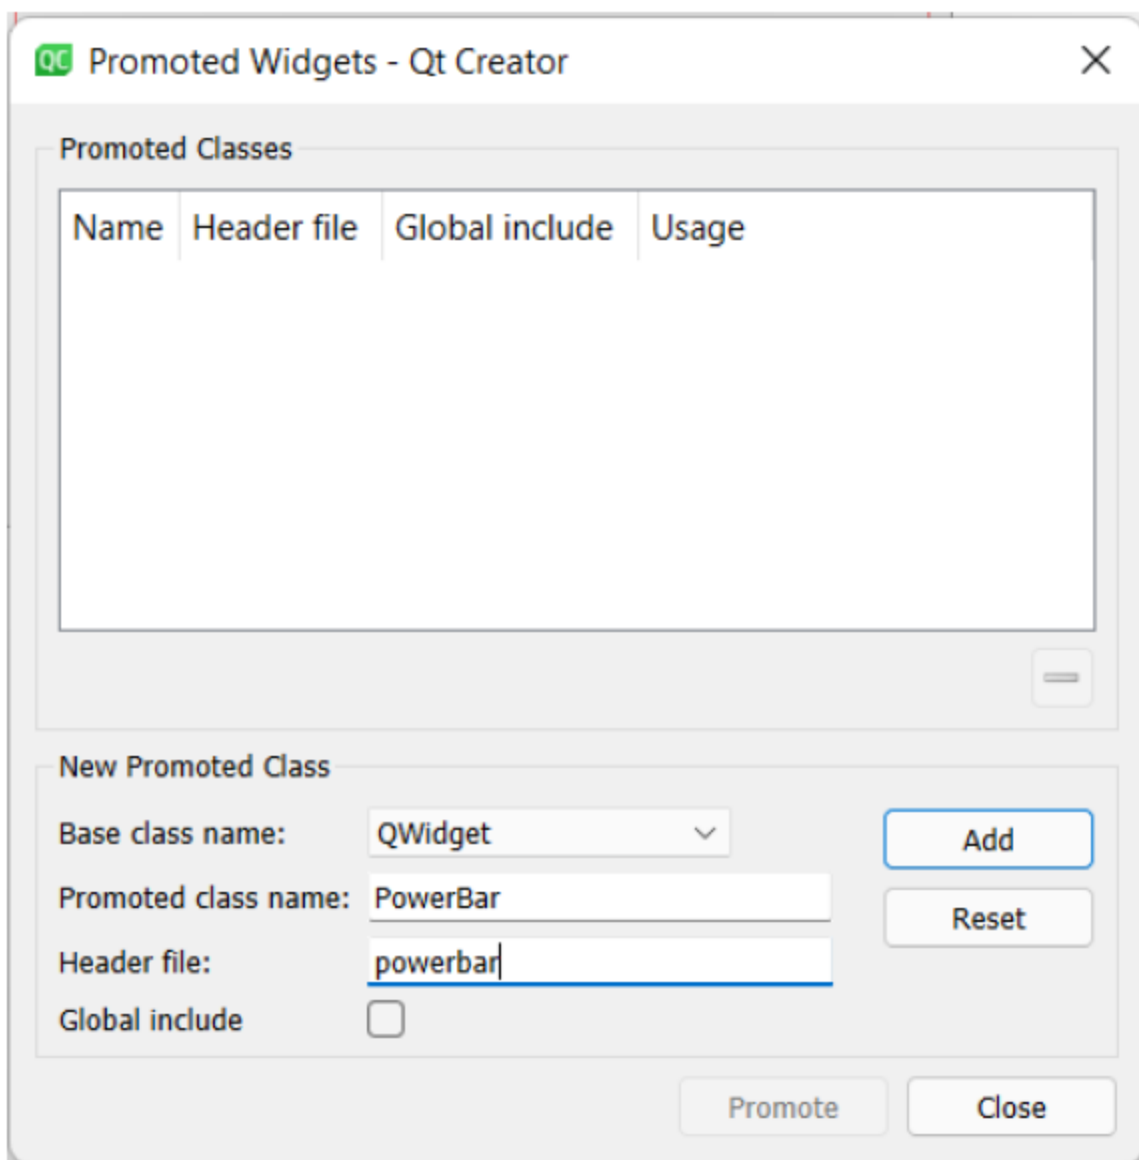 QC Promoted Widgets - Qt Creator
Promoted Classes
Name Header file Global include Usage
New Promoted Class
Base class name: QWidget Add
Promoted class name: PowerBar Reset
Header file: powerbar
Global include
Promote Close